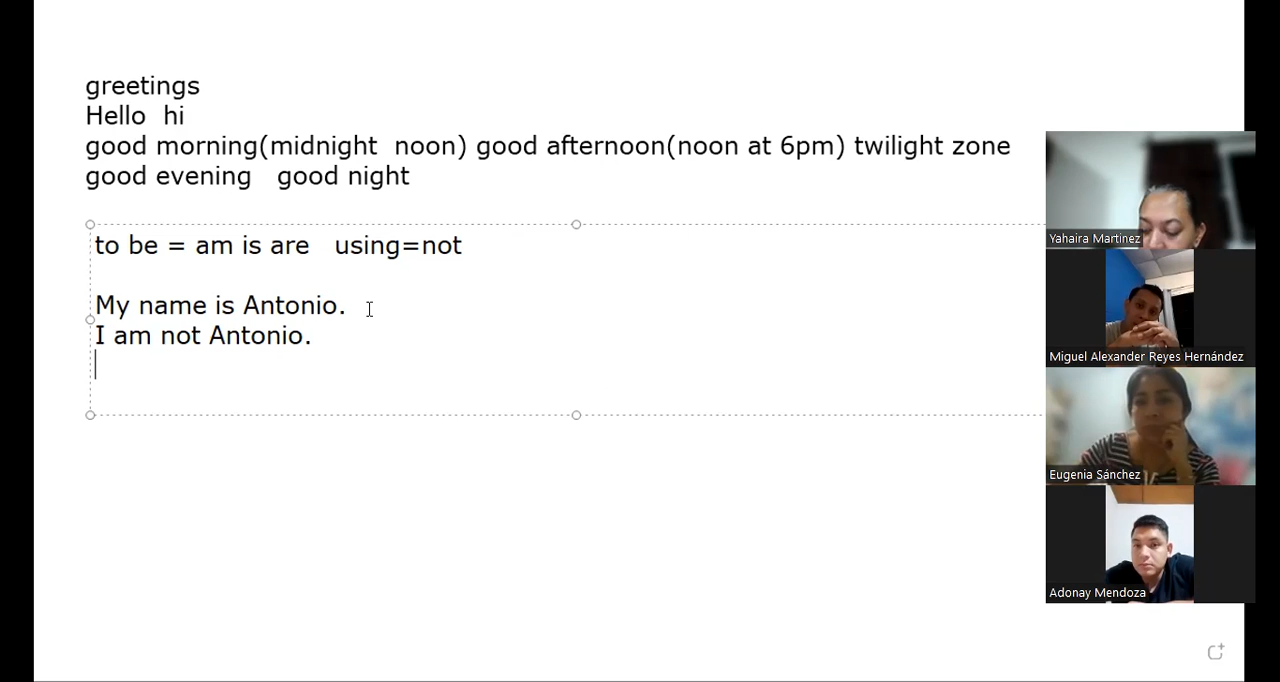 greetings
Hello  hi
good morning(midnight  noon) good afternoon(noon at 6pm) twilight zone
good evening   good night
to be = am is are   using=not
My name is Antonio.
I am not Antonio.
Yahaira Martinez
Miguel Alexander Reyes Hernández
Eugenia Sánchez
Adonay Mendoza